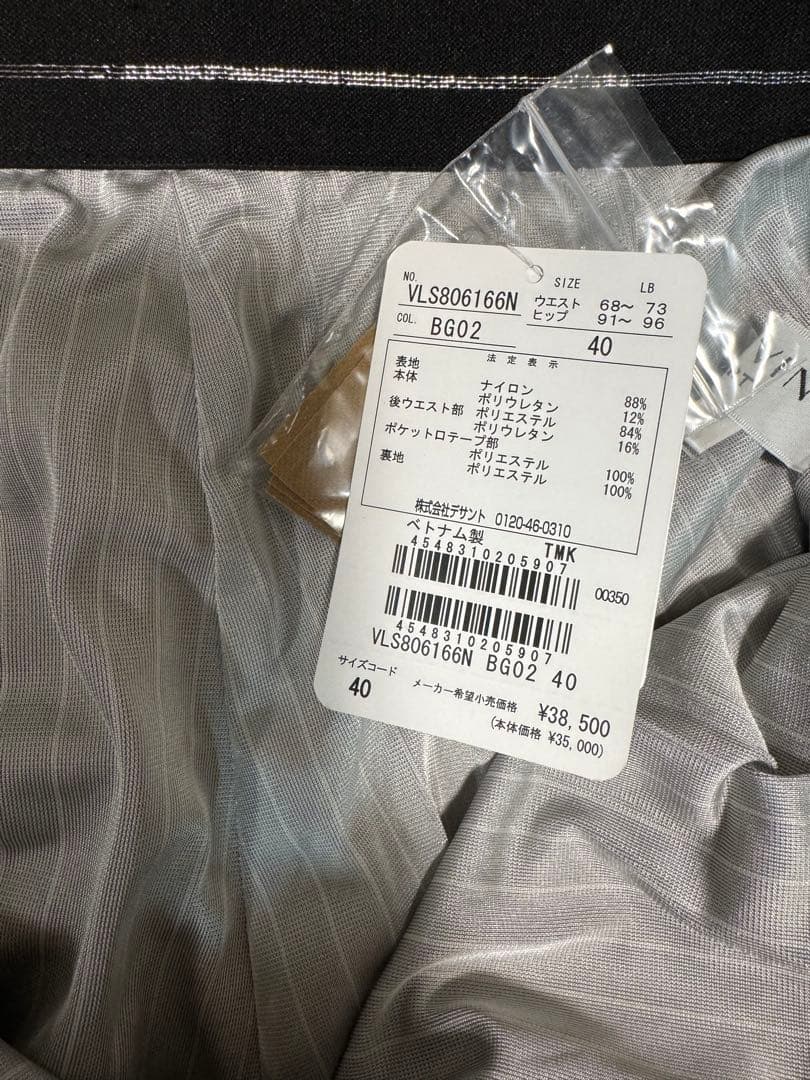 NO. VLS806166N
SIZE LB
ウエスト 68〜 73
ヒップ 91〜 96
COL. BG02
40
法定表示
表地
本体
ナイロン 88%
ポリウレタン 12%
後ウエスト部 ポリエステル 84%
ポリウレタン 16%
ポケット口テープ部
ポリエステル 100%
裏地 ポリエステル 100%
株式会社デサント 0120-46-0310
ベトナム製 TMK
4548310205907
00350
4548310205907
VLS806166N BG02 40
サイズコード
40
メーカー希望小売価格 ¥38,500
(本体価格 ¥35,000)